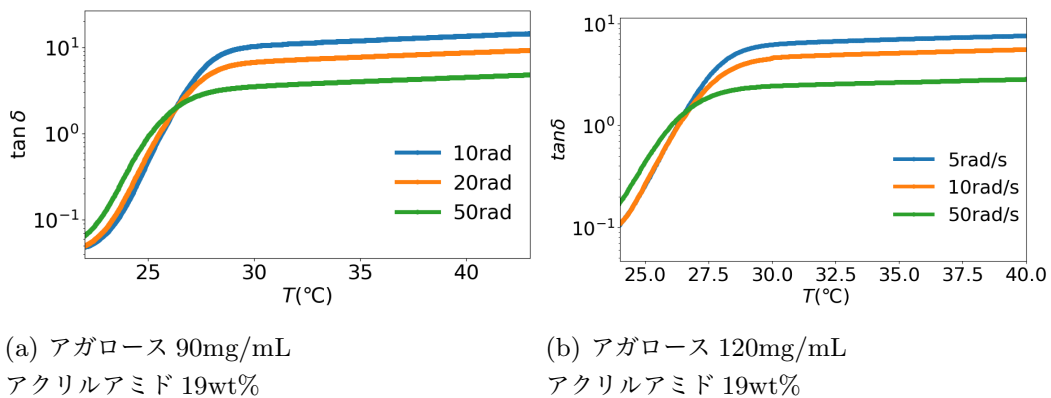 10¹
10⁰
10⁻¹
tan δ
10rad
20rad
50rad
25 30 35 40
T(℃)
10¹
10⁰
10⁻¹
tanδ
5rad/s
10rad/s
50rad/s
25.0 27.5 30.0 32.5 35.0 37.5 40.0
T(℃)
(a) アガロース 90mg/mL
アクリルアミド 19wt%
(b) アガロース 120mg/mL
アクリルアミド 19wt%